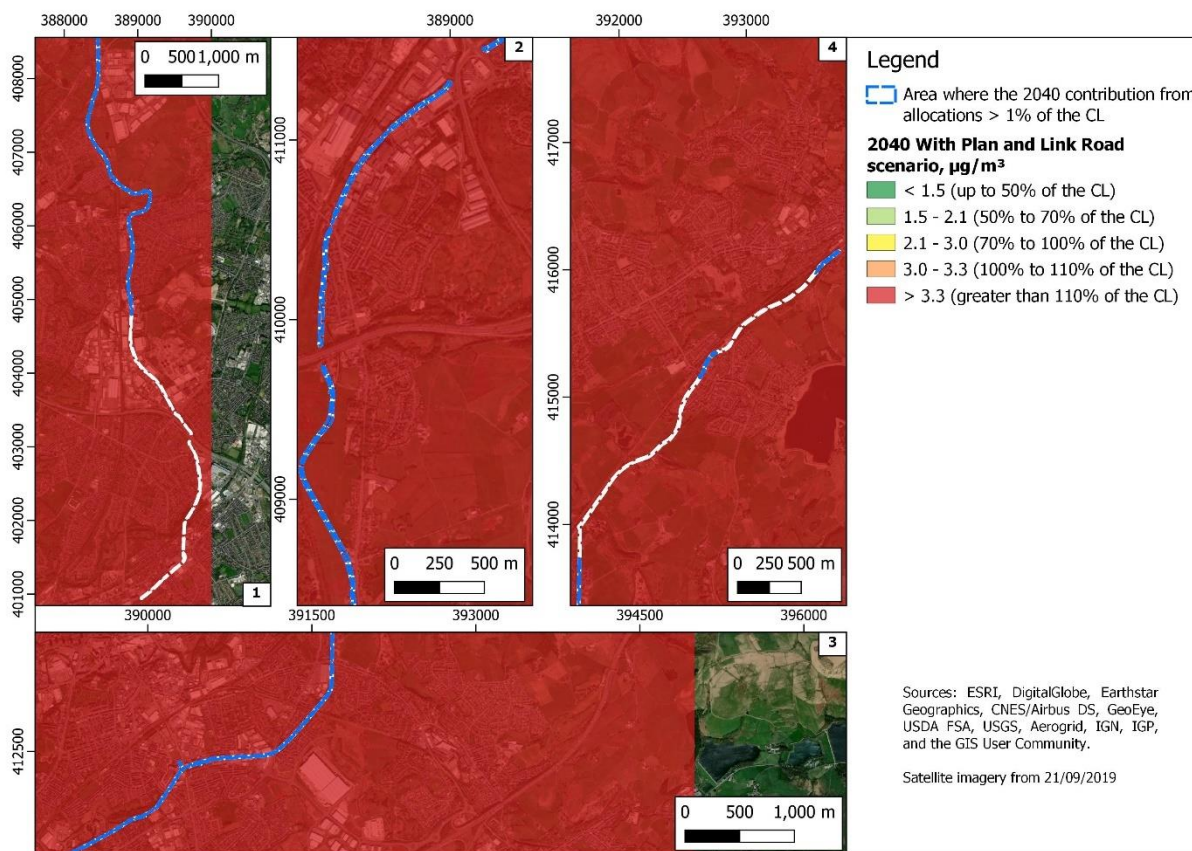 388000 389000 390000
389000
392000 393000
0 500 1,000 m
2
4
408000
407000
406000
405000
404000
403000
402000
401000
411000
410000
409000
417000
416000
415000
414000
Legend
Area where the 2040 contribution from
allocations > 1% of the CL
2040 With Plan and Link Road
scenario, µg/m³
< 1.5 (up to 50% of the CL)
1.5 - 2.1 (50% to 70% of the CL)
2.1 - 3.0 (70% to 100% of the CL)
3.0 - 3.3 (100% to 110% of the CL)
> 3.3 (greater than 110% of the CL)
0 250 500 m
0 250 500 m
1
390000 391500 393000 394500 396000
3
412500
0 500 1,000 m
Sources: ESRI, DigitalGlobe, Earthstar
Geographics, CNES/Airbus DS, GeoEye,
USDA FSA, USGS, Aerogrid, IGN, IGP,
and the GIS User Community.
Satellite imagery from 21/09/2019